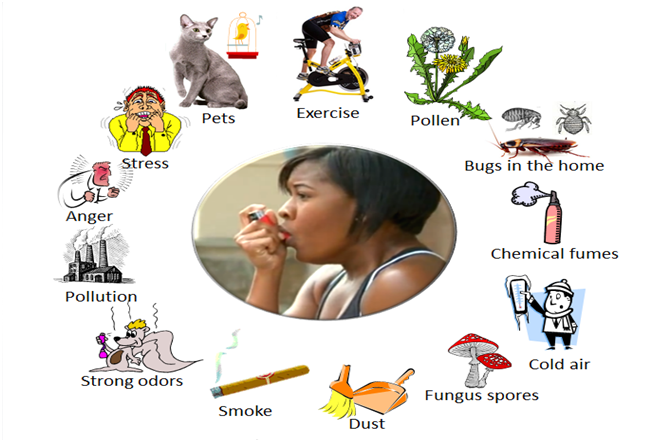 Pets
Exercise
Pollen
Bugs in the home
Chemical fumes
Cold air
Fungus spores
Dust
Smoke
Strong odors
Pollution
Anger
Stress